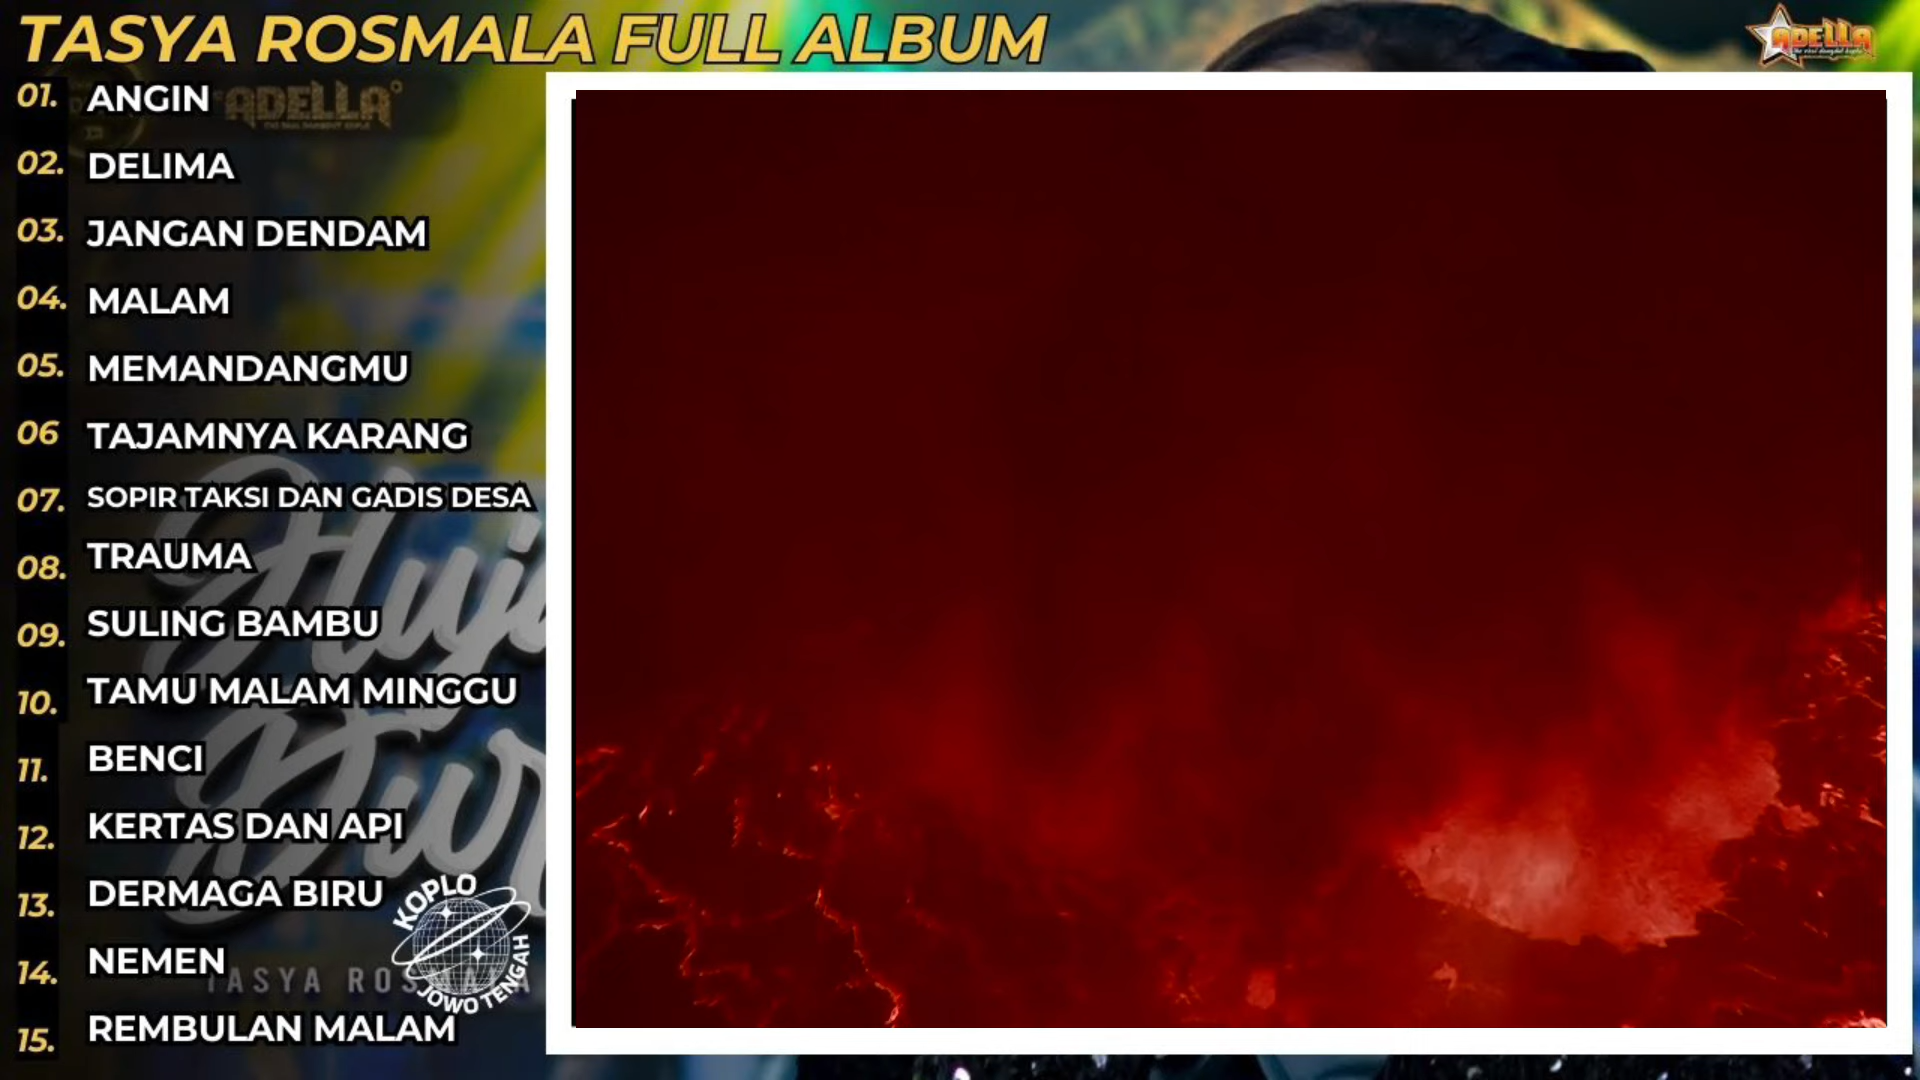 TASYA ROSMALA FULL ALBUM
ADELLA
01. ANGIN
ADELLA
02. DELIMA
03. JANGAN DENDAM
04. MALAM
05. MEMANDANGMU
06 TAJAMNYA KARANG
07. SOPIR TAKSI DAN GADIS DESA
08. TRAUMA
09. SULING BAMBU
10. TAMU MALAM MINGGU
11. BENCI
12. KERTAS DAN API
13. DERMAGA BIRU
KOPLO
JOWO TENGAH
14. NEMEN
TASYA
15. REMBULAN MALAM